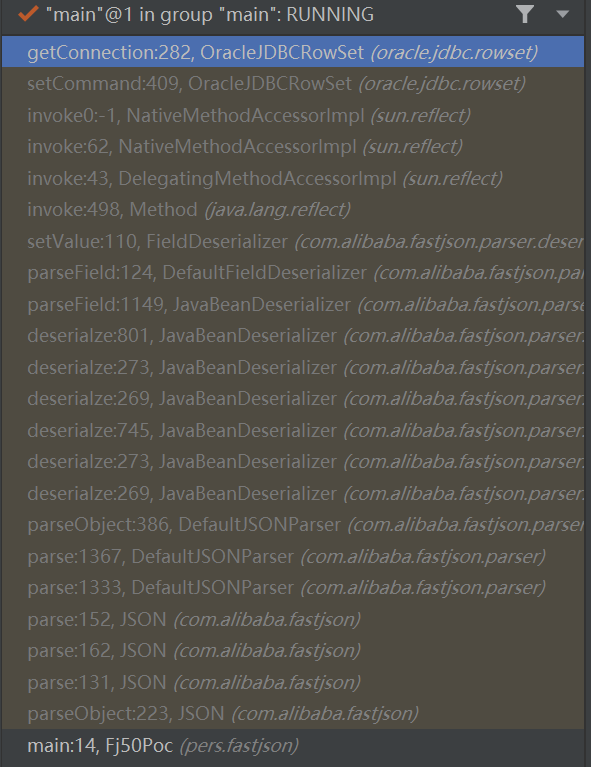 "main"@1 in group "main": RUNNING
getConnection:282, OracleJDBCRowSet (oracle.jdbc.rowset)
setCommand:409, OracleJDBCRowSet (oracle.jdbc.rowset)
invoke0:-1, NativeMethodAccessorImpl (sun.reflect)
invoke:62, NativeMethodAccessorImpl (sun.reflect)
invoke:43, DelegatingMethodAccessorImpl (sun.reflect)
invoke:498, Method (java.lang.reflect)
setValue:110, FieldDeserializer (com.alibaba.fastjson.parser.deser
parseField:124, DefaultFieldDeserializer (com.alibaba.fastjson.pa
parseField:1149, JavaBeanDeserializer (com.alibaba.fastjson.parse
deserialze:801, JavaBeanDeserializer (com.alibaba.fastjson.parser.
deserialze:273, JavaBeanDeserializer (com.alibaba.fastjson.parser.
deserialze:269, JavaBeanDeserializer (com.alibaba.fastjson.parser.
deserialze:745, JavaBeanDeserializer (com.alibaba.fastjson.parser.
deserialze:273, JavaBeanDeserializer (com.alibaba.fastjson.parser.
deserialze:269, JavaBeanDeserializer (com.alibaba.fastjson.parser.
parseObject:386, DefaultJSONParser (com.alibaba.fastjson.parser
parse:1367, DefaultJSONParser (com.alibaba.fastjson.parser)
parse:1333, DefaultJSONParser (com.alibaba.fastjson.parser)
parse:152, JSON (com.alibaba.fastjson)
parse:162, JSON (com.alibaba.fastjson)
parse:131, JSON (com.alibaba.fastjson)
parseObject:223, JSON (com.alibaba.fastjson)
main:14, Fj50Poc (pers.fastjson)